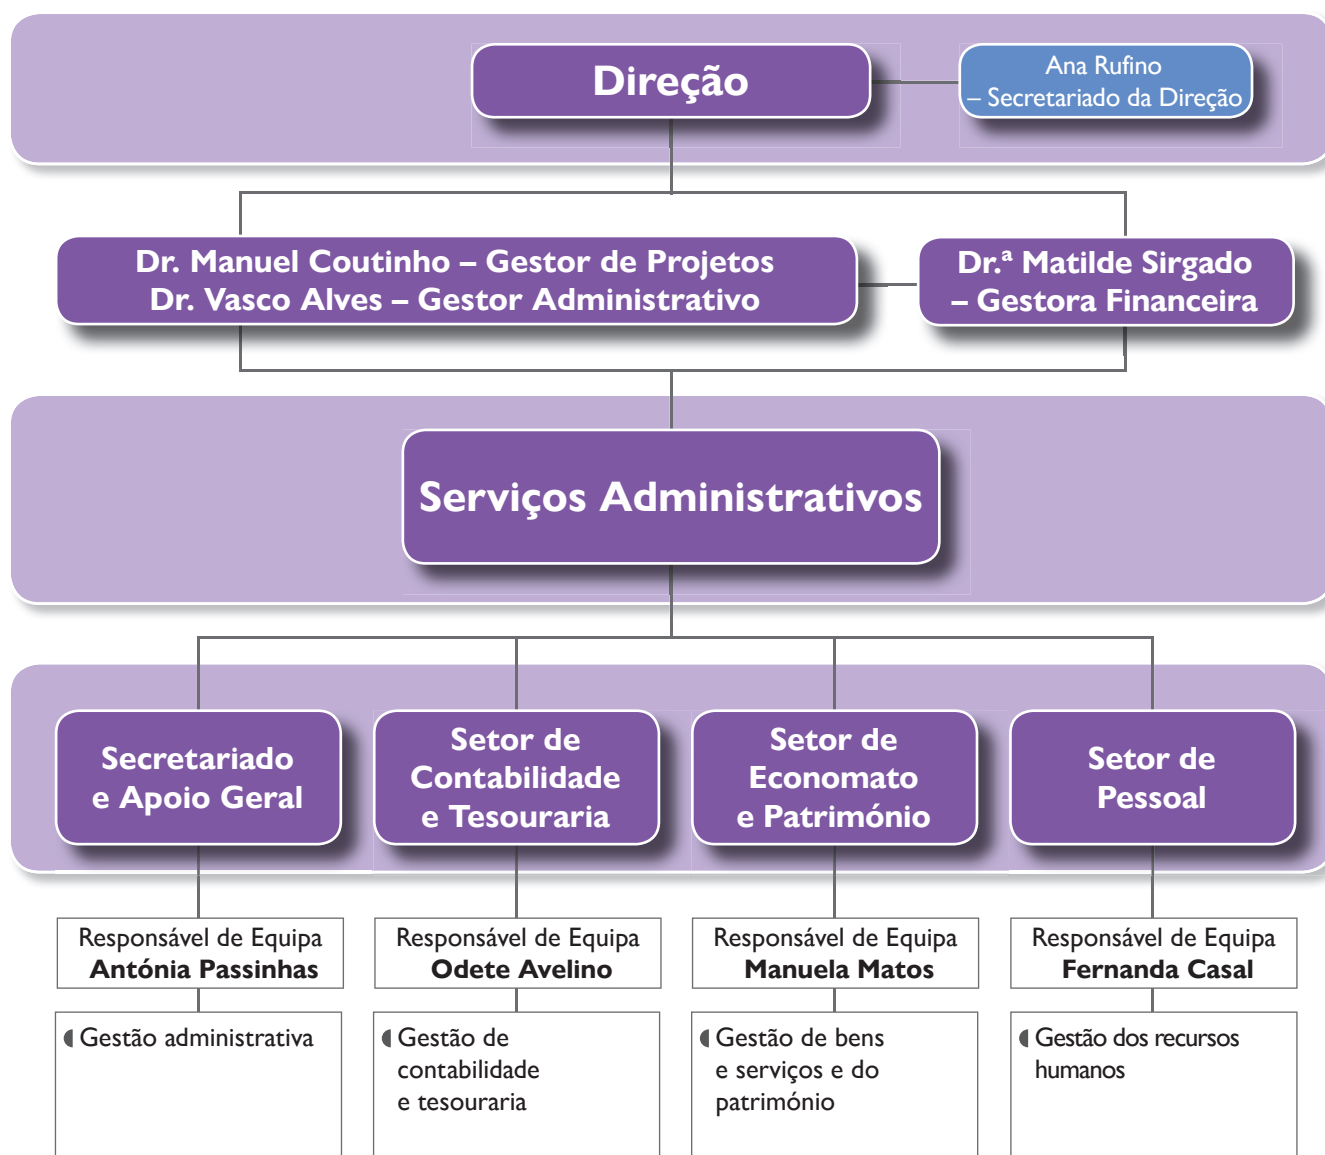 Direção
Ana Rufino
– Secretariado da Direção
Dr. Manuel Coutinho – Gestor de Projetos
Dr. Vasco Alves – Gestor Administrativo
Dr.ª Matilde Sirgado
– Gestora Financeira
Serviços Administrativos
Secretariado
e Apoio Geral
Setor de
Contabilidade
e Tesouraria
Setor de
Economato
e Património
Setor de
Pessoal
Responsável de Equipa
Antónia Passinhas
Responsável de Equipa
Odete Avelino
Responsável de Equipa
Manuela Matos
Responsável de Equipa
Fernanda Casal
Gestão administrativa
Gestão de
contabilidade
e tesouraria
Gestão de bens
e serviços e do
património
Gestão dos recursos
humanos